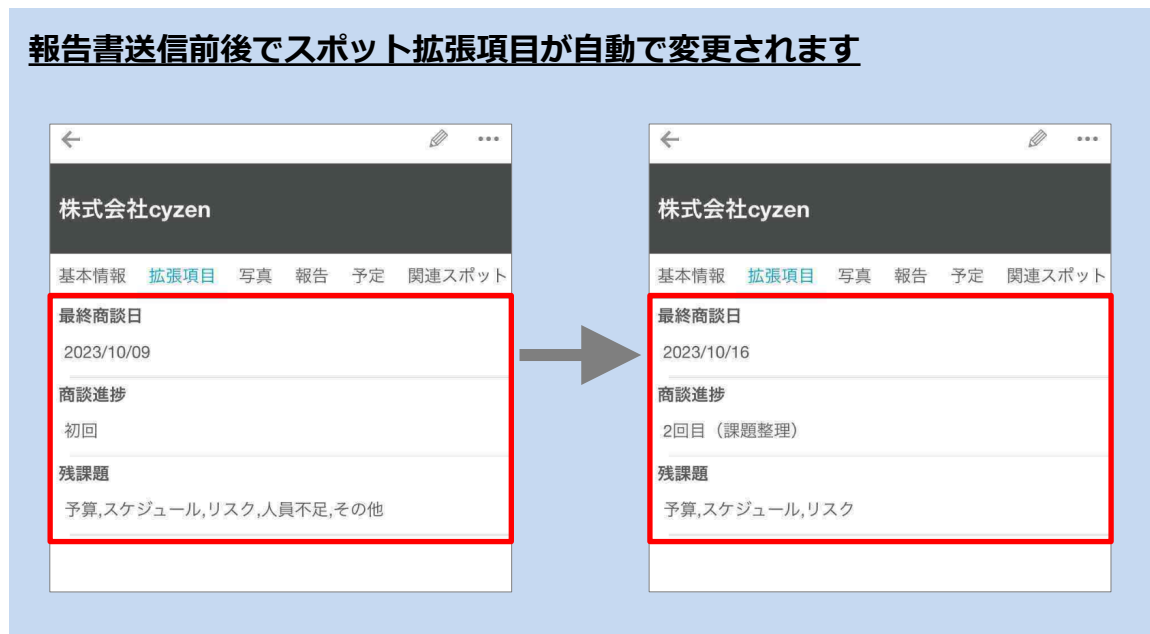 報告書送信前後でスポット拡張項目が自動で変更されます
株式会社cyzen
基本情報 拡張項目 写真 報告 予定 関連スポット
最終商談日
2023/10/09
商談進捗
初回
残課題
予算,スケジュール,リスク,人員不足,その他
株式会社cyzen
基本情報 拡張項目 写真 報告 予定 関連スポット
最終商談日
2023/10/16
商談進捗
2回目（課題整理）
残課題
予算,スケジュール,リスク